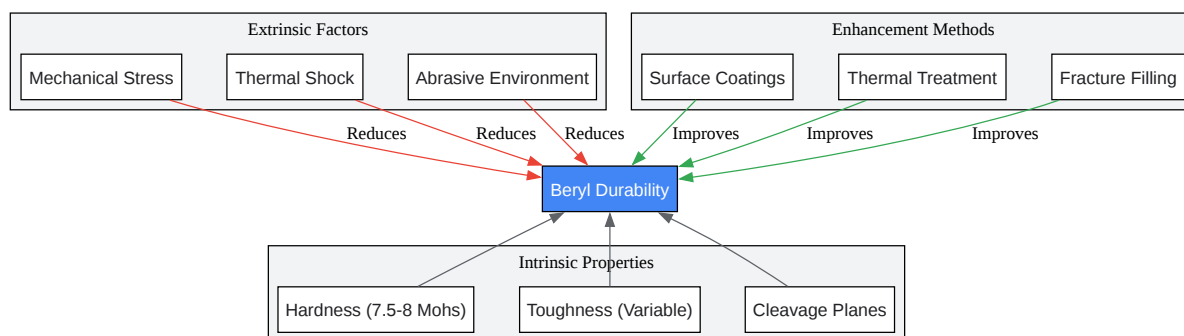 Extrinsic Factors
Enhancement Methods
Mechanical Stress
Thermal Shock
Abrasive Environment
Surface Coatings
Thermal Treatment
Fracture Filling
Reduces
Reduces
Reduces
Improves
Improves
Improves
Beryl Durability
Intrinsic Properties
Hardness (7.5-8 Mohs)
Toughness (Variable)
Cleavage Planes